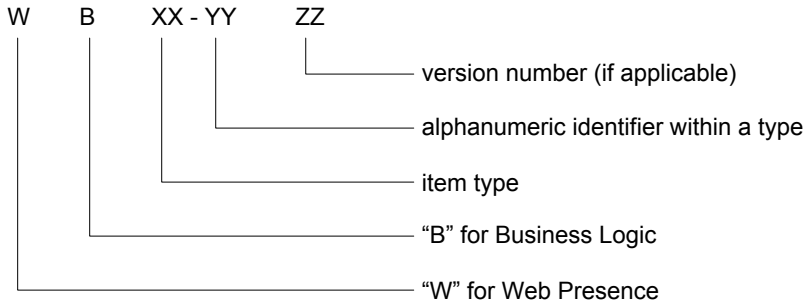 W B XX - YY ZZ
version number (if applicable)
alphanumeric identifier within a type
item type
“B” for Business Logic
“W” for Web Presence